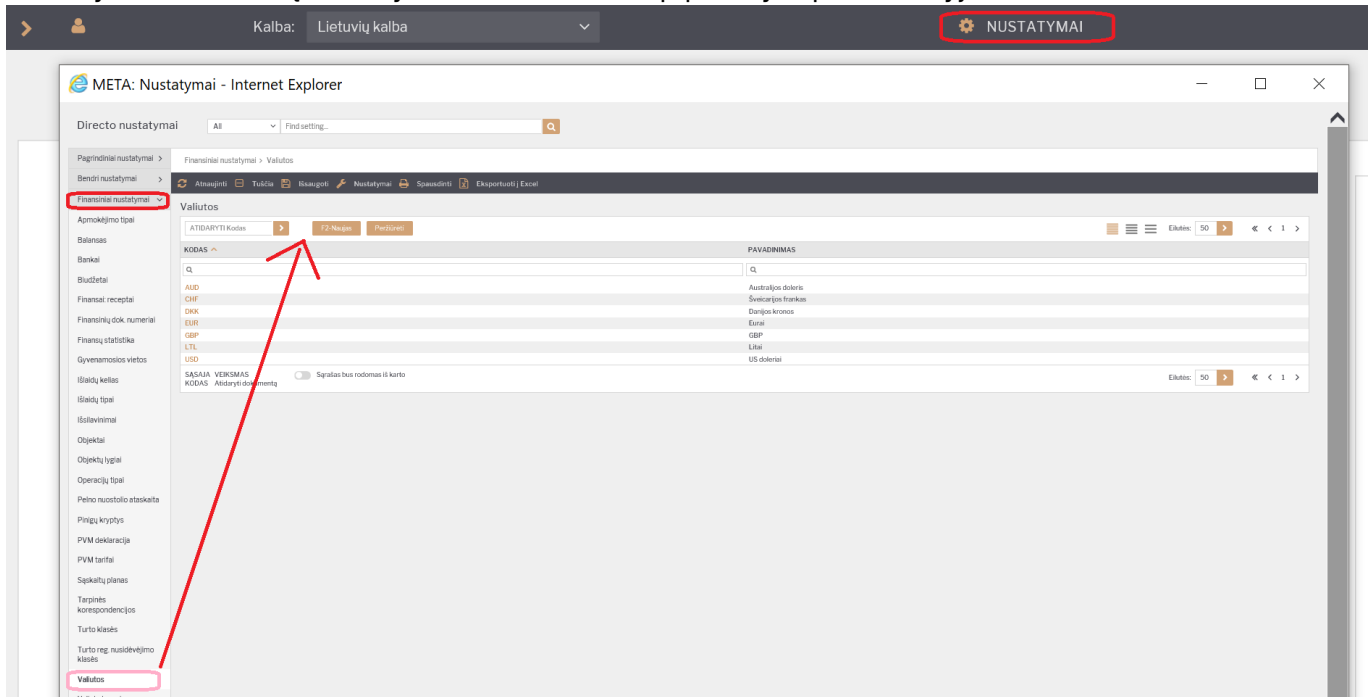 Kalba: Lietuvių kalba
NUSTATYMAI
META: Nustatymai - Internet Explorer
Directo nustatymai All Find setting..
Pagrindiniai nustatymai
Bendri nustatymai
Finansiniai nustatymai
Apmokėjimo tipai
Balansas
Bankai
Biudžetai
Finansai: receptai
Finansinių dok. numeriai
Finansų statistika
Gyvenamosios vietos
Išlaidų kelias
Išlaidų tipai
Išsilavinimai
Objektai
Objektų lygiai
Operacijų tipai
Pelno nuostolio ataskaita
Pinigų kryptys
PVM deklaracija
PVM tarifai
Sąskaitų planas
Tarpinės
korespondencijos
Turto klasės
Turto reg. nusidėvėjimo
klasės
Valiutos
Finansiniai nustatymai > Valiutos
Atnaujinti Tuščia Išsaugoti Nustatymai Spausdinti Eksportuoti į Excel
Valiutos
ATIDARYTI Kodas F2-Naujas Peržiūrėti Eilutės: 50 1
KODAS PAVADINIMAS
AUD Australijos doleris
CHF Šveicarijos frankas
DKK Danijos kronos
EUR Eurai
GBP GBP
LTL Litai
USD US doleriai
SĄSAJA VEIKSMAS Sąrašas bus rodomas iš karto
KODAS Atidaryti dokumentą Eilutės: 50 1